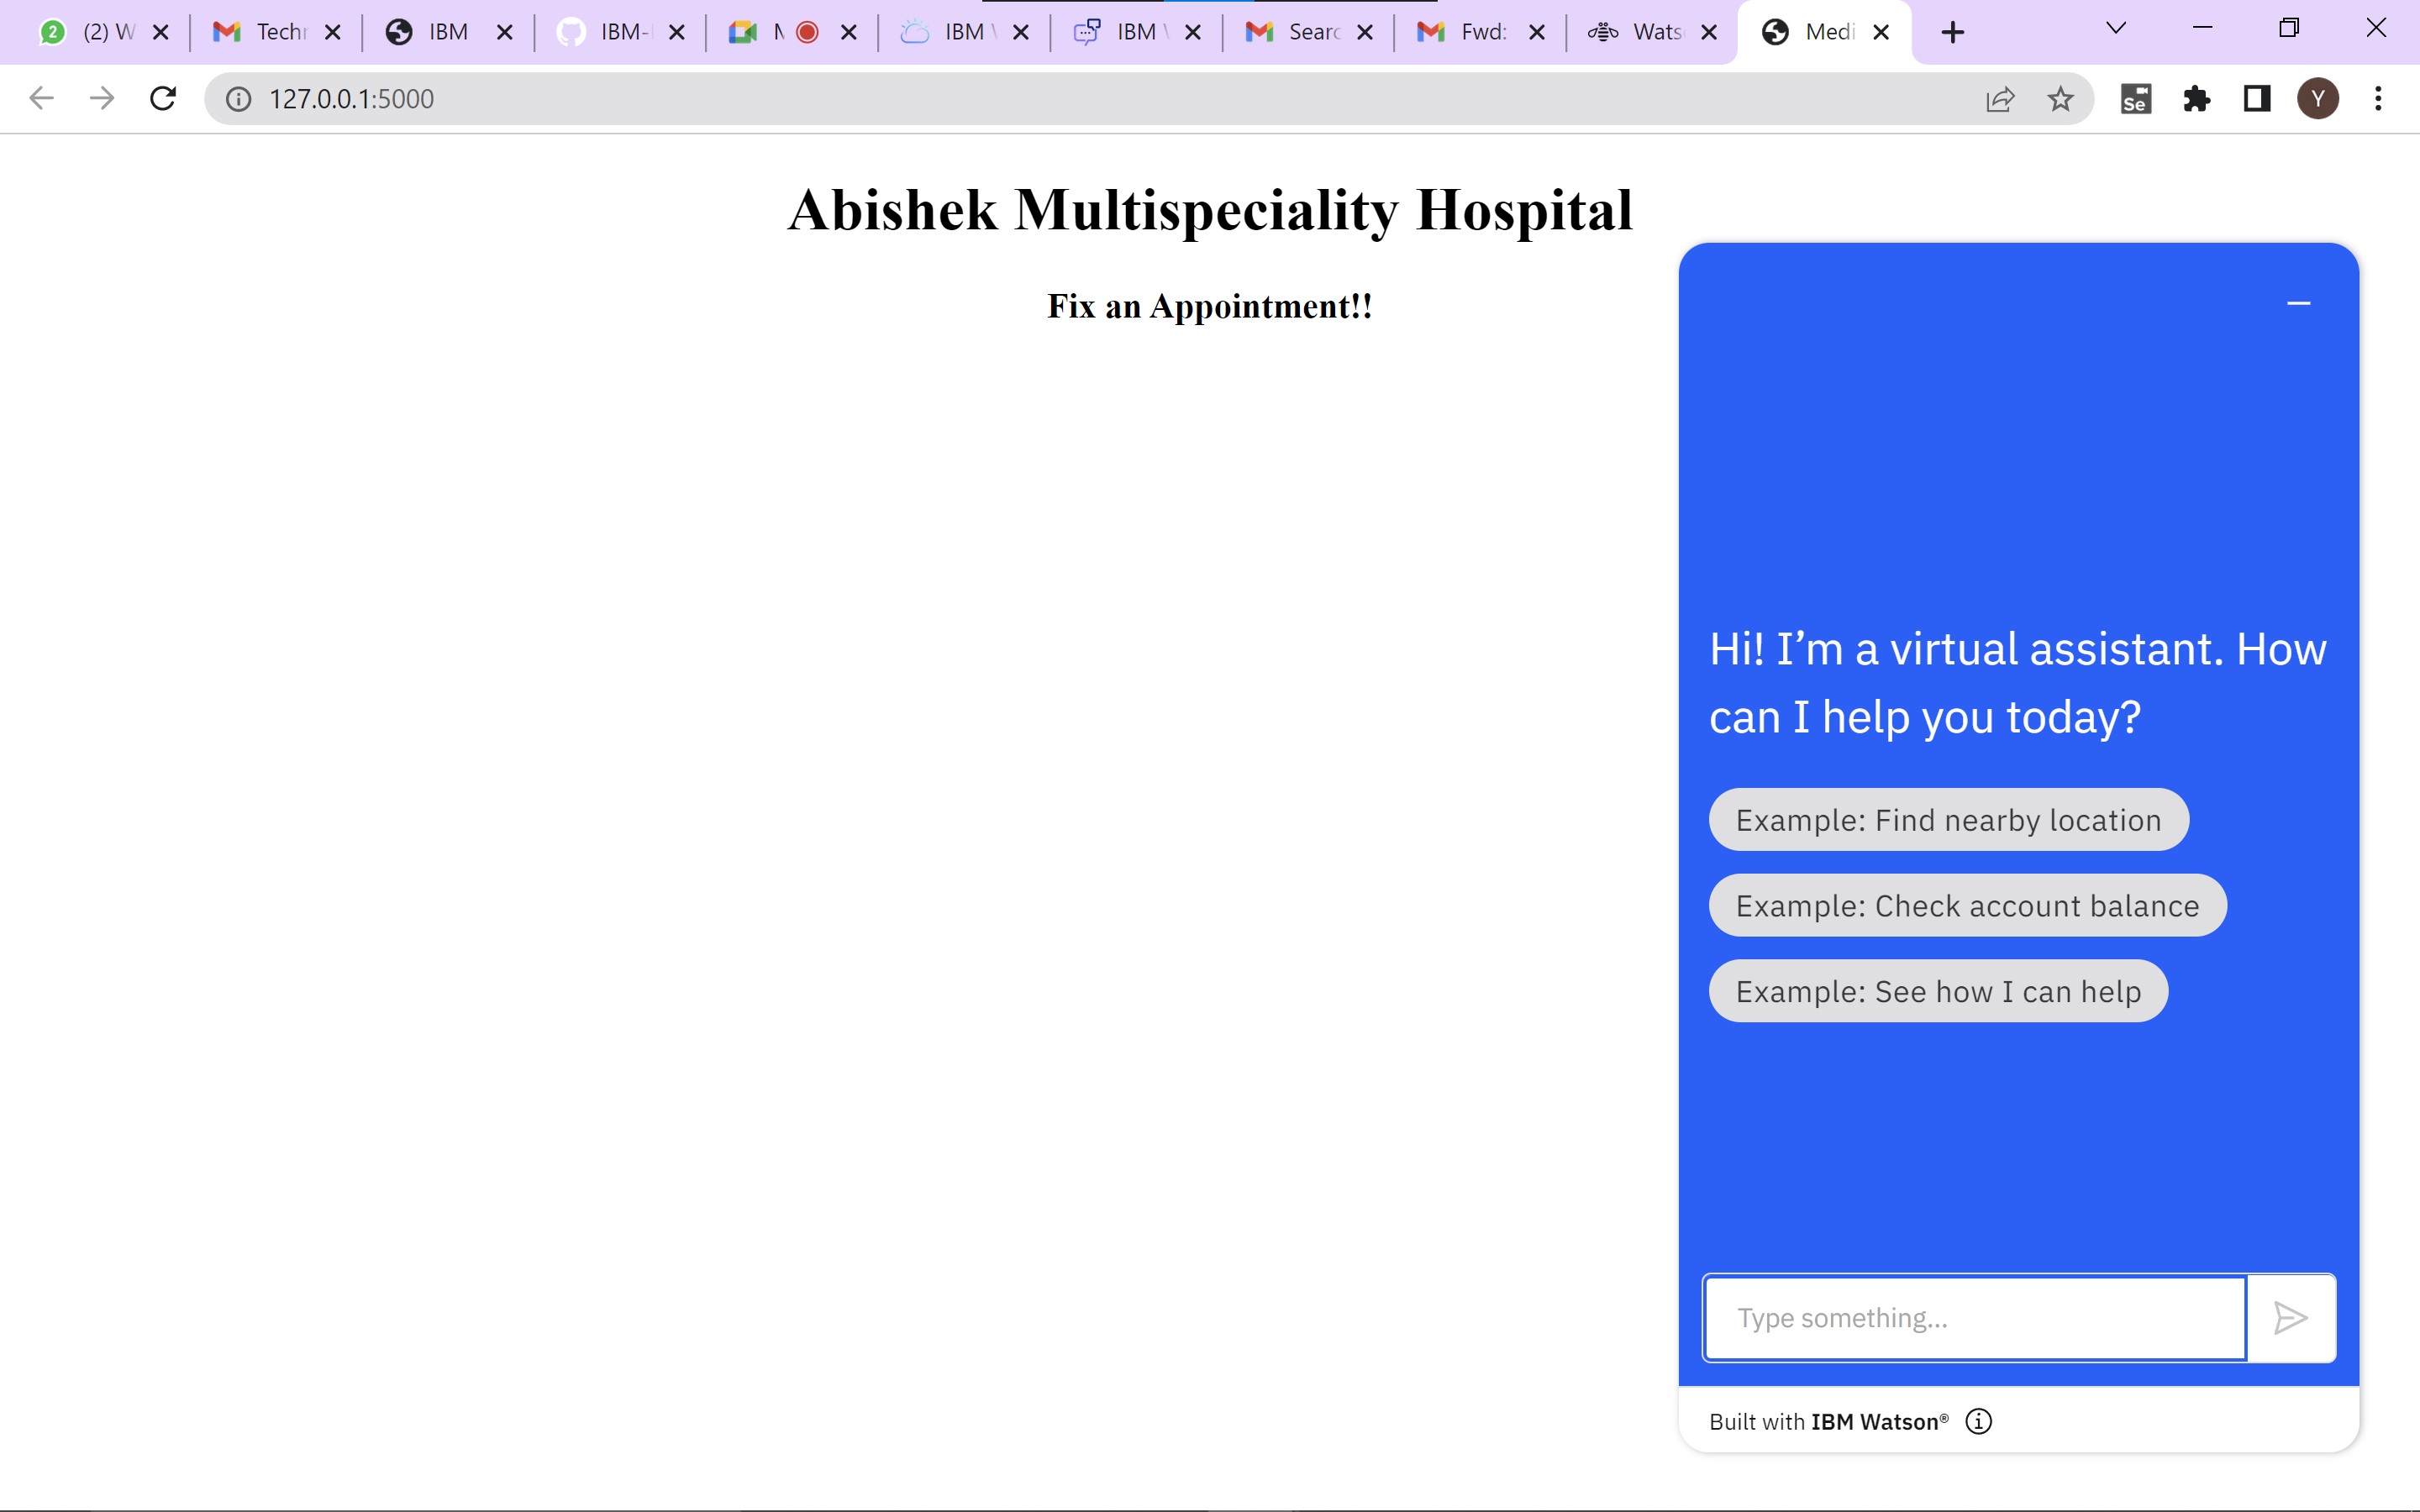 2 (2) W
Techn
IBM
IBM-
M
IBM
IBM
Searc
Fwd:
Wats
Medi
127.0.0.1:5000
Se
Y
Abishek Multispeciality Hospital
Fix an Appointment!!
Hi! I’m a virtual assistant. How
can I help you today?
Example: Find nearby location
Example: Check account balance
Example: See how I can help
Type something...
Built with IBM Watson®